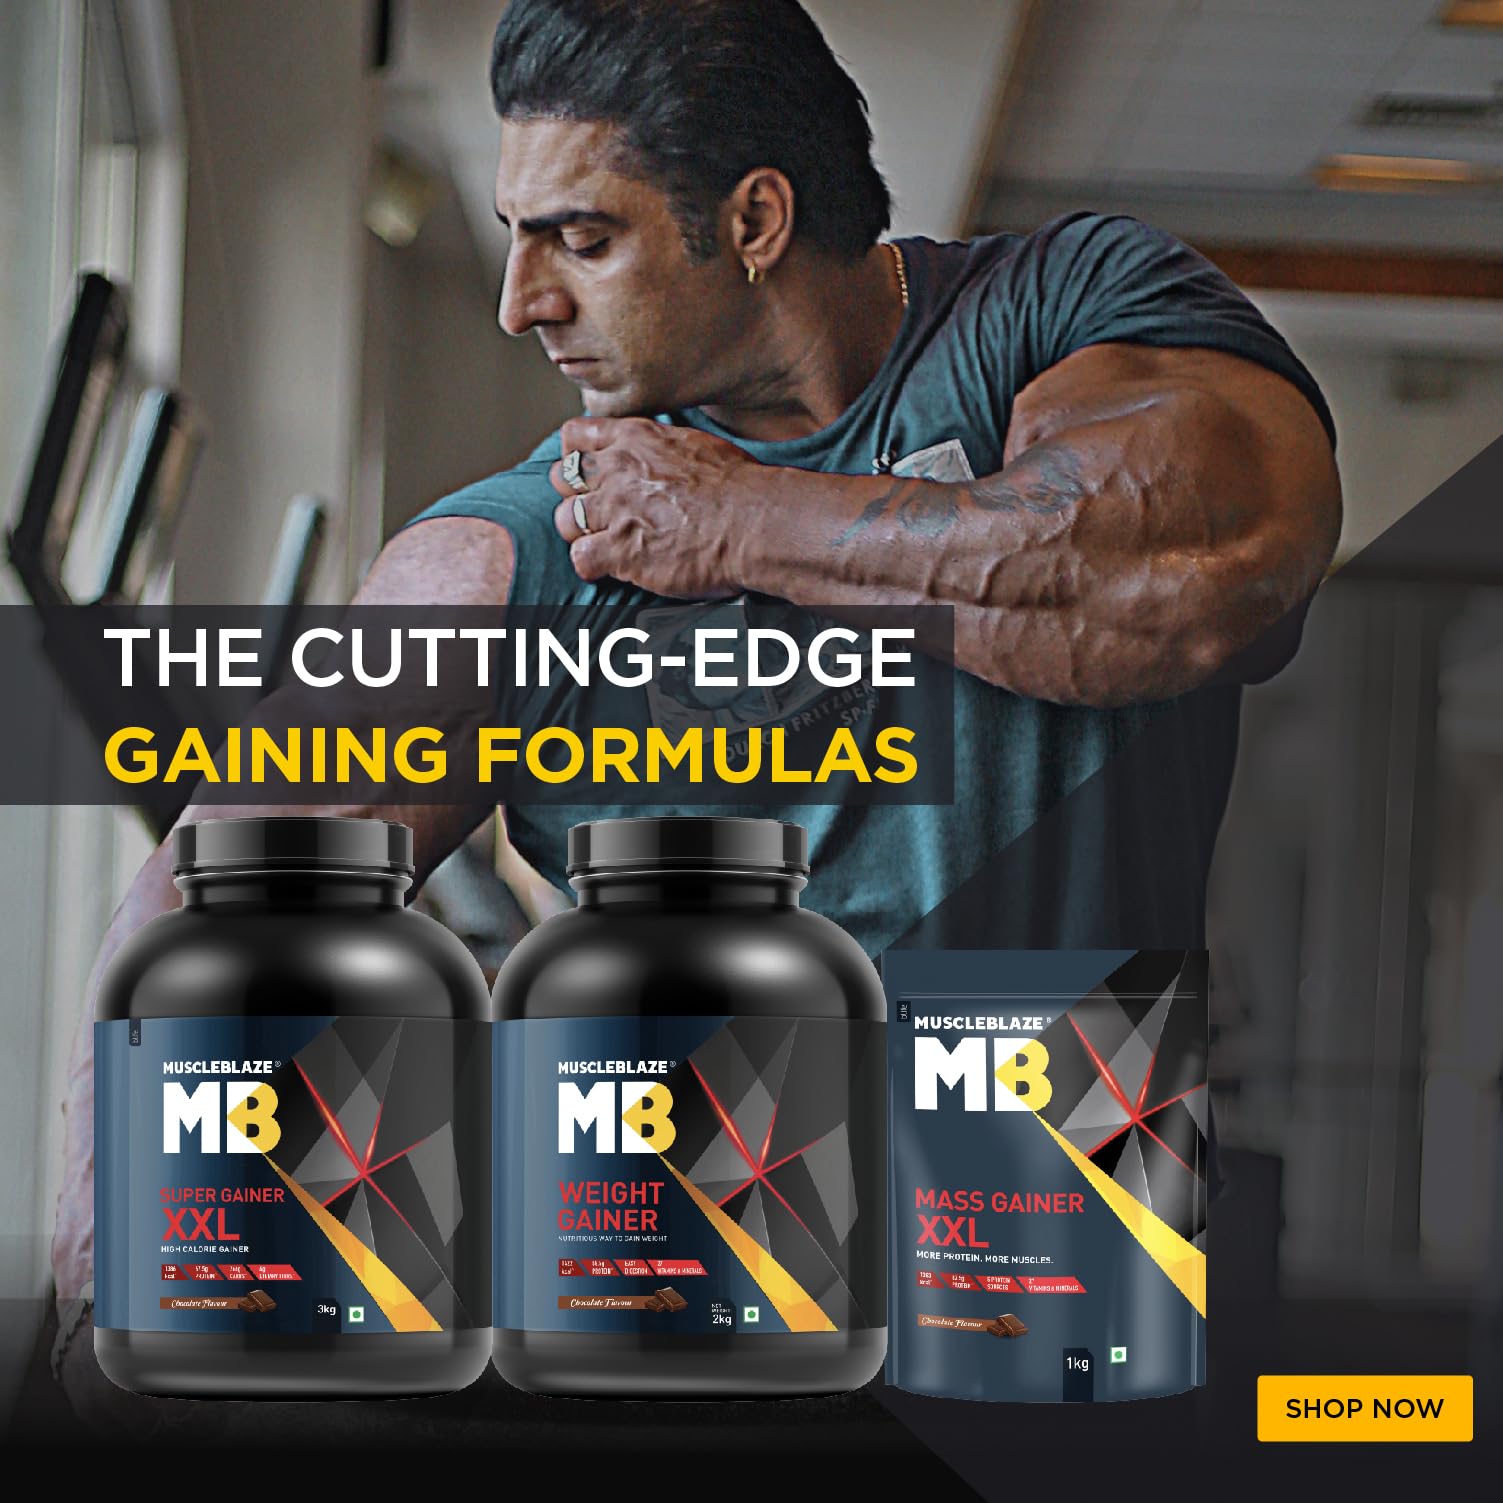 THE CUTTING-EDGE
GAINING FORMULAS
MUSCLEBLAZE®
MB
SUPER GAINER
XXL
HIGH CALORIE GAINER
Chocolate Flavour
3kg
MUSCLEBLAZE®
MB
WEIGHT
GAINER
NUTRITIOUS WAY TO GAIN WEIGHT
Chocolate Flavour
NET
WEIGHT:
2kg
MUSCLEBLAZE®
MB
MASS GAINER
XXL
MORE PROTEIN. MORE MUSCLES.
Chocolate Flavour
1kg
SHOP NOW